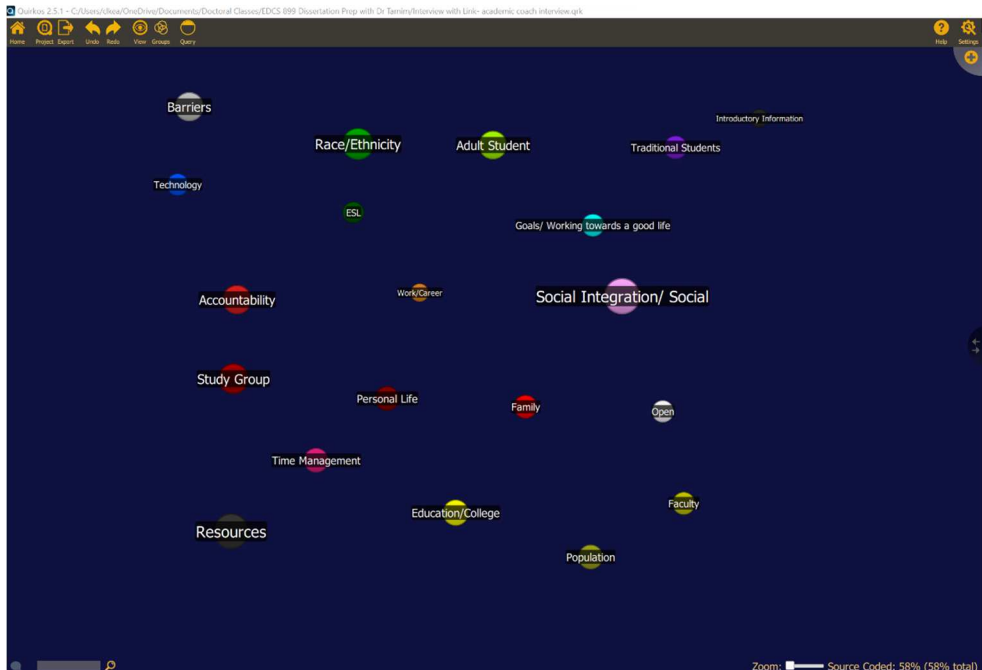 Quirkos 2.5.1 - C:/Users/ckea/OneDrive/Documents/Doctoral Classes/EDCS 899 Dissertation Prep with Dr Tamim/Interview with Link- academic coach interview.qrk
Home Project Export Undo Redo View Groups Query Help Settings
Barriers
Introductory Information
Race/Ethnicity
Adult Student
Traditional Students
Technology
ESL
Goals/ Working towards a good life
Accountability
Work/Career
Social Integration/ Social
Study Group
Personal Life
Family
Open
Time Management
Faculty
Education/College
Resources
Population
Zoom: Source Coded: 58% (58% total)